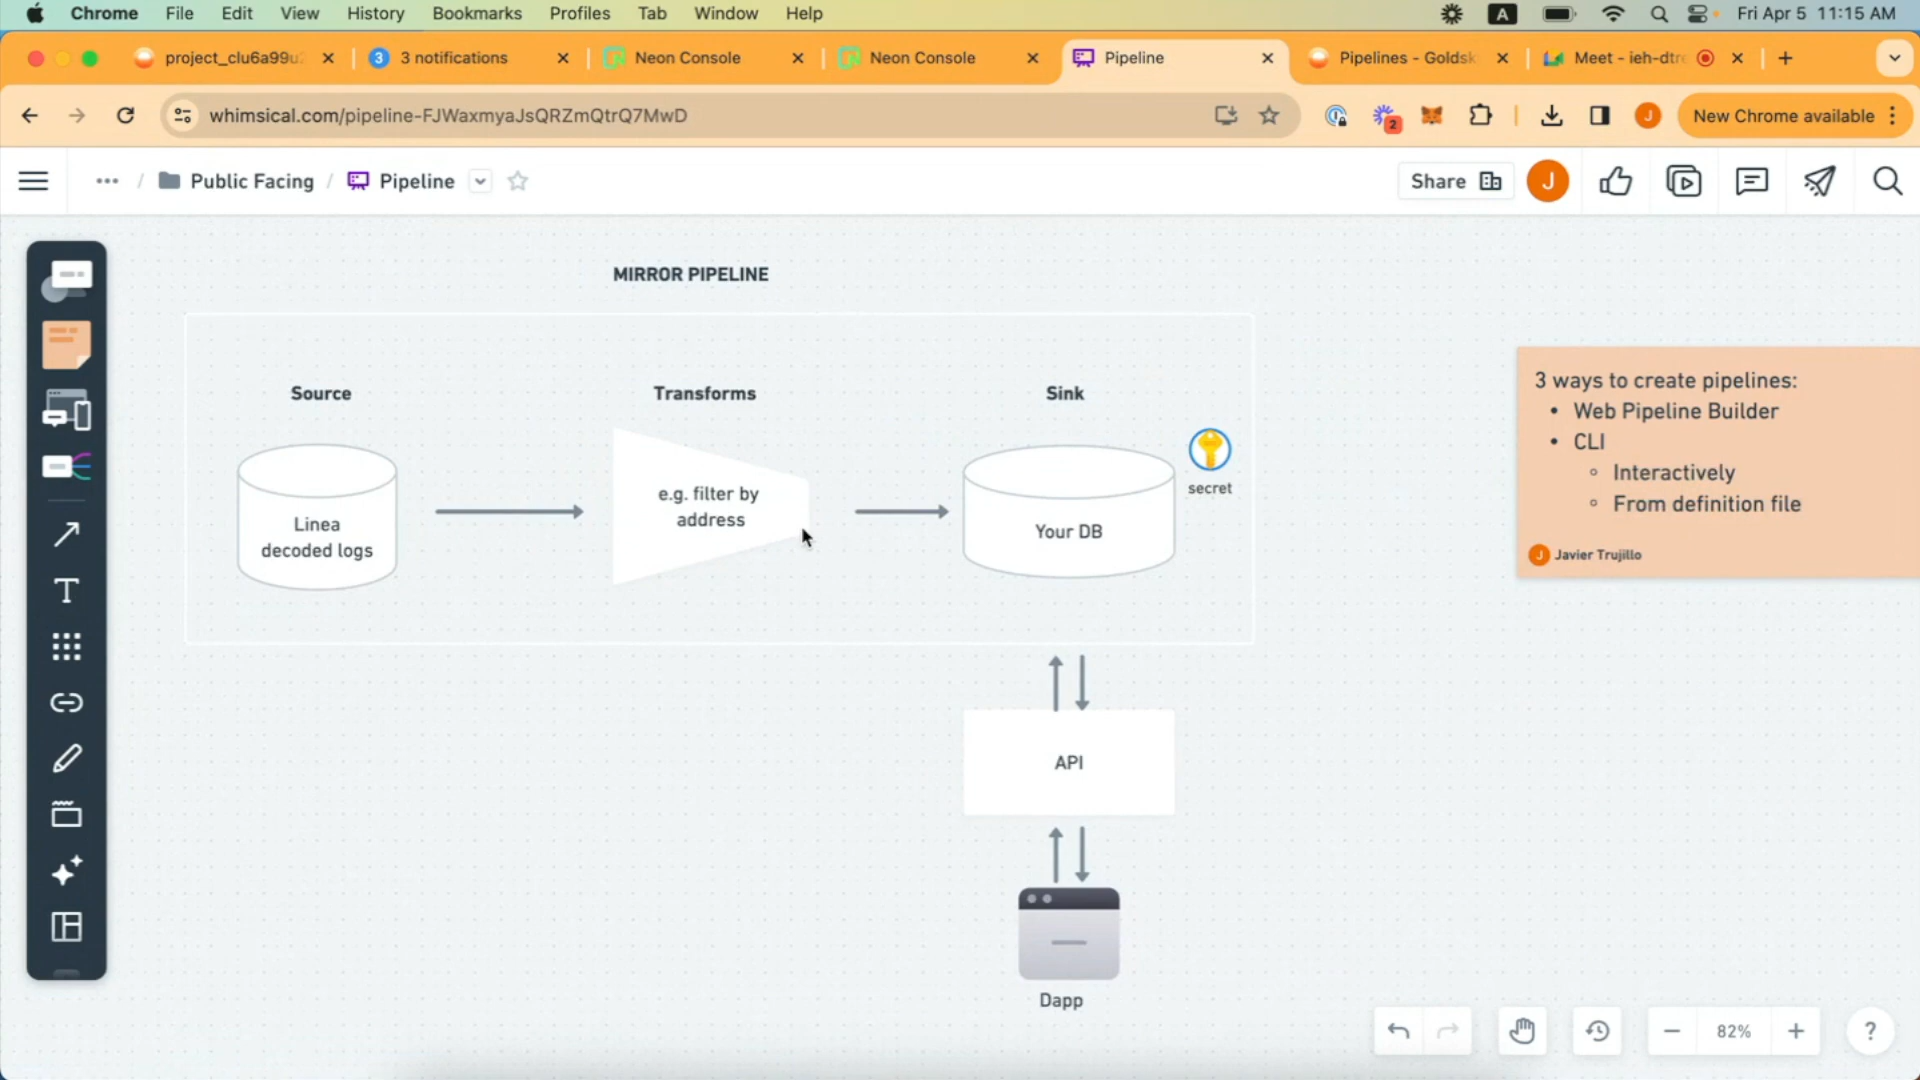 Chrome File Edit View History Bookmarks Profiles Tab Window Help A Fri Apr 5 11:15 AM
project_clu6a99u 3 3 notifications Neon Console Neon Console Pipeline Pipelines - Goldsk Meet - ieh-dtr
whimsical.com/pipeline-FJWaxmyaJsQRZmQtrQ7MwD 2 J New Chrome available
••• / Public Facing / Pipeline Share J
MIRROR PIPELINE
Source Transforms Sink
Linea
decoded logs
e.g. filter by
address
Your DB
secret
3 ways to create pipelines:
• Web Pipeline Builder
• CLI
◦ Interactively
◦ From definition file
J Javier Trujillo
API
Dapp
T
82% ?